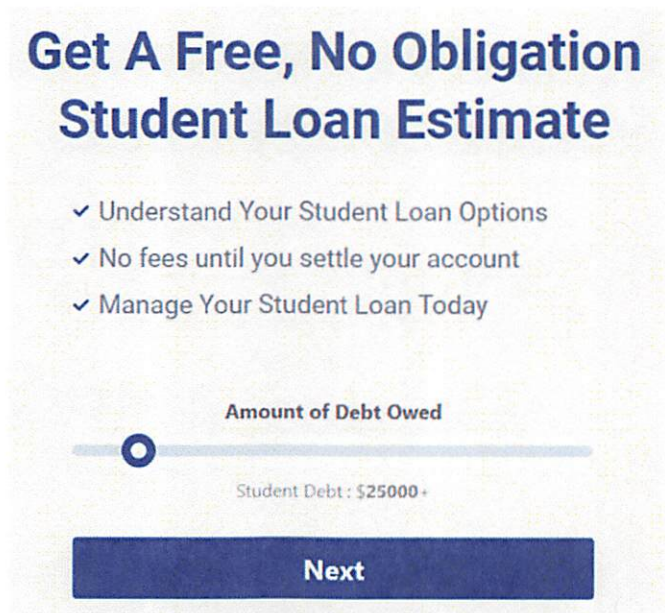 Get A Free, No Obligation
Student Loan Estimate
✓ Understand Your Student Loan Options
✓ No fees until you settle your account
✓ Manage Your Student Loan Today
Amount of Debt Owed
Student Debt : $25000+
Next